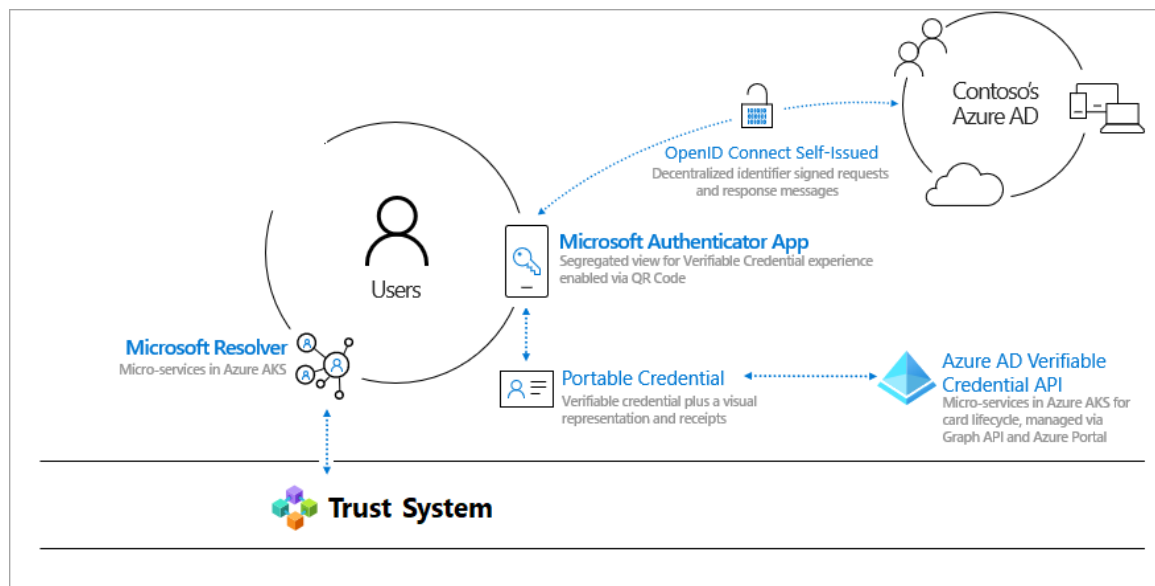 Contoso's
Azure AD
OpenID Connect Self-Issued
Decentralized identifier signed requests
and response messages
Users
Microsoft Authenticator App
Segregated view for Verifiable Credential experience
enabled via QR Code
Microsoft Resolver
Micro-services in Azure AKS
Portable Credential
Verifiable credential plus a visual
representation and receipts
Azure AD Verifiable
Credential API
Micro-services in Azure AKS for
card lifecycle, managed via
Graph API and Azure Portal
Trust System